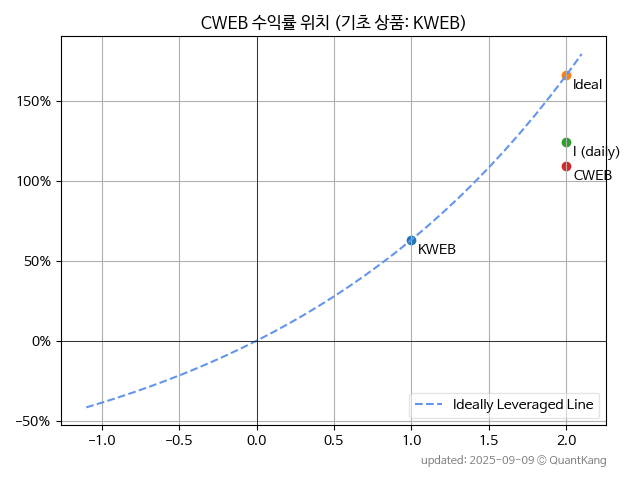 CWEB 수익률 위치 (기초 상품: KWEB)
150%
100%
50%
0%
−50%
Ideal
I (daily)
CWEB
KWEB
Ideally Leveraged Line
−1.0 −0.5 0.0 0.5 1.0 1.5 2.0
updated: 2025-09-09 © QuantKang